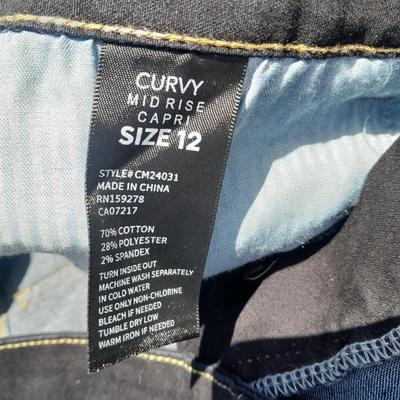 CURVY
MID RISE
CAPRI
SIZE 12
STYLE# CM24031
MADE IN CHINA
RN159278
CA07217
70% COTTON
28% POLYESTER
2% SPANDEX
TURN INSIDE OUT
MACHINE WASH SEPARATELY
IN COLD WATER
USE ONLY NON-CHLORINE
BLEACH IF NEEDED
TUMBLE DRY LOW
WARM IRON IF NEEDED